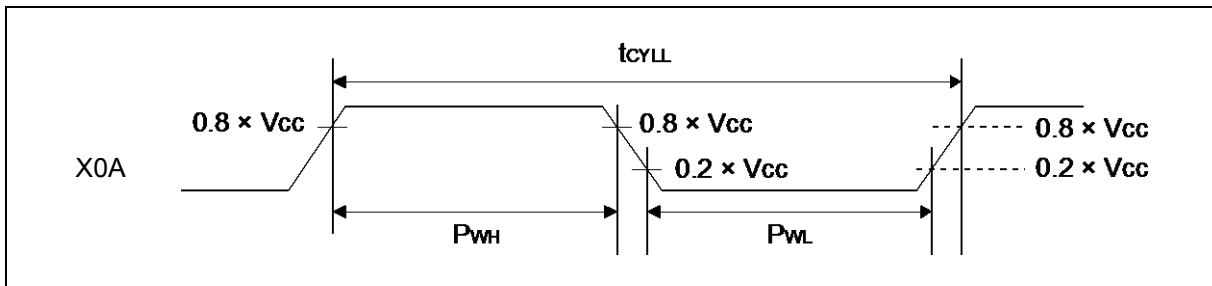 tCYLL
0.8 × VCC
0.8 × VCC
0.8 × VCC
X0A
0.2 × VCC
0.2 × VCC
PWH
PWL